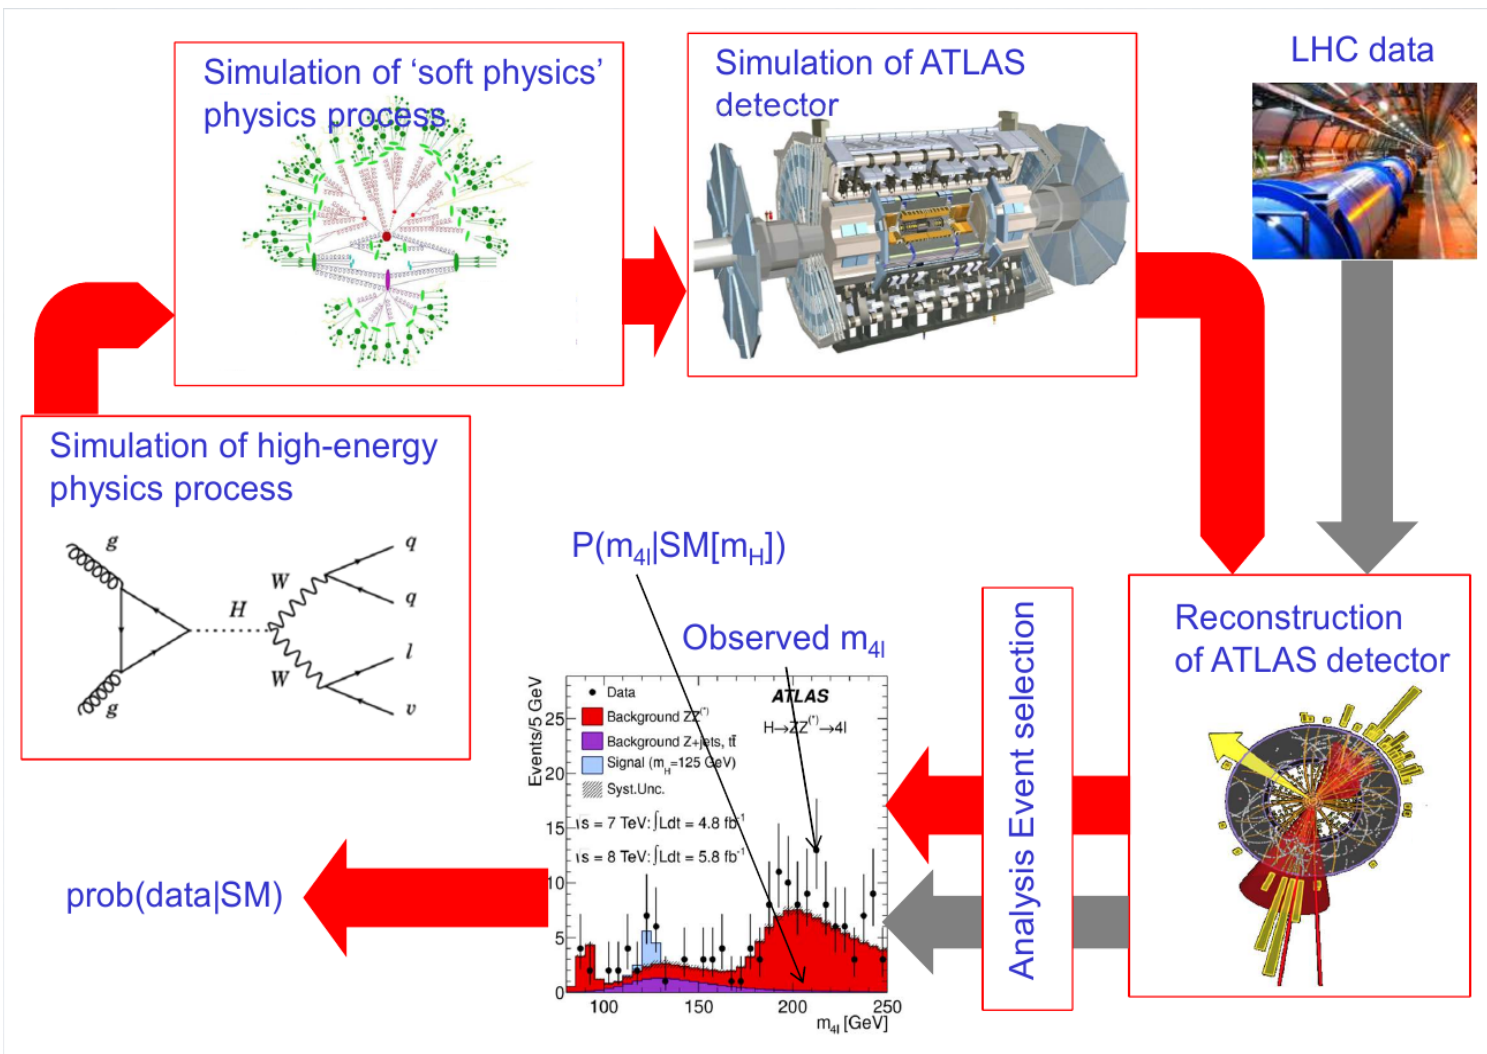 Simulation of ‘soft physics’
physics process
Simulation of ATLAS
detector
LHC data
Simulation of high-energy
physics process
g
g
H
W
W
q
q
l
ν
P(m4l|SM[mH])
Observed m4l
Events/5 GeV
25
20
15
10
5
0
100
150
200
250
m4l [GeV]
Data
Background ZZ(*)
Background Z+jets, tt̄
Signal (mH=125 GeV)
Syst.Unc.
√s = 7 TeV: ∫Ldt = 4.8 fb-1
√s = 8 TeV: ∫Ldt = 5.8 fb-1
ATLAS
H→ZZ(*)→4l
Analysis Event selection
Reconstruction
of ATLAS detector
prob(data|SM)